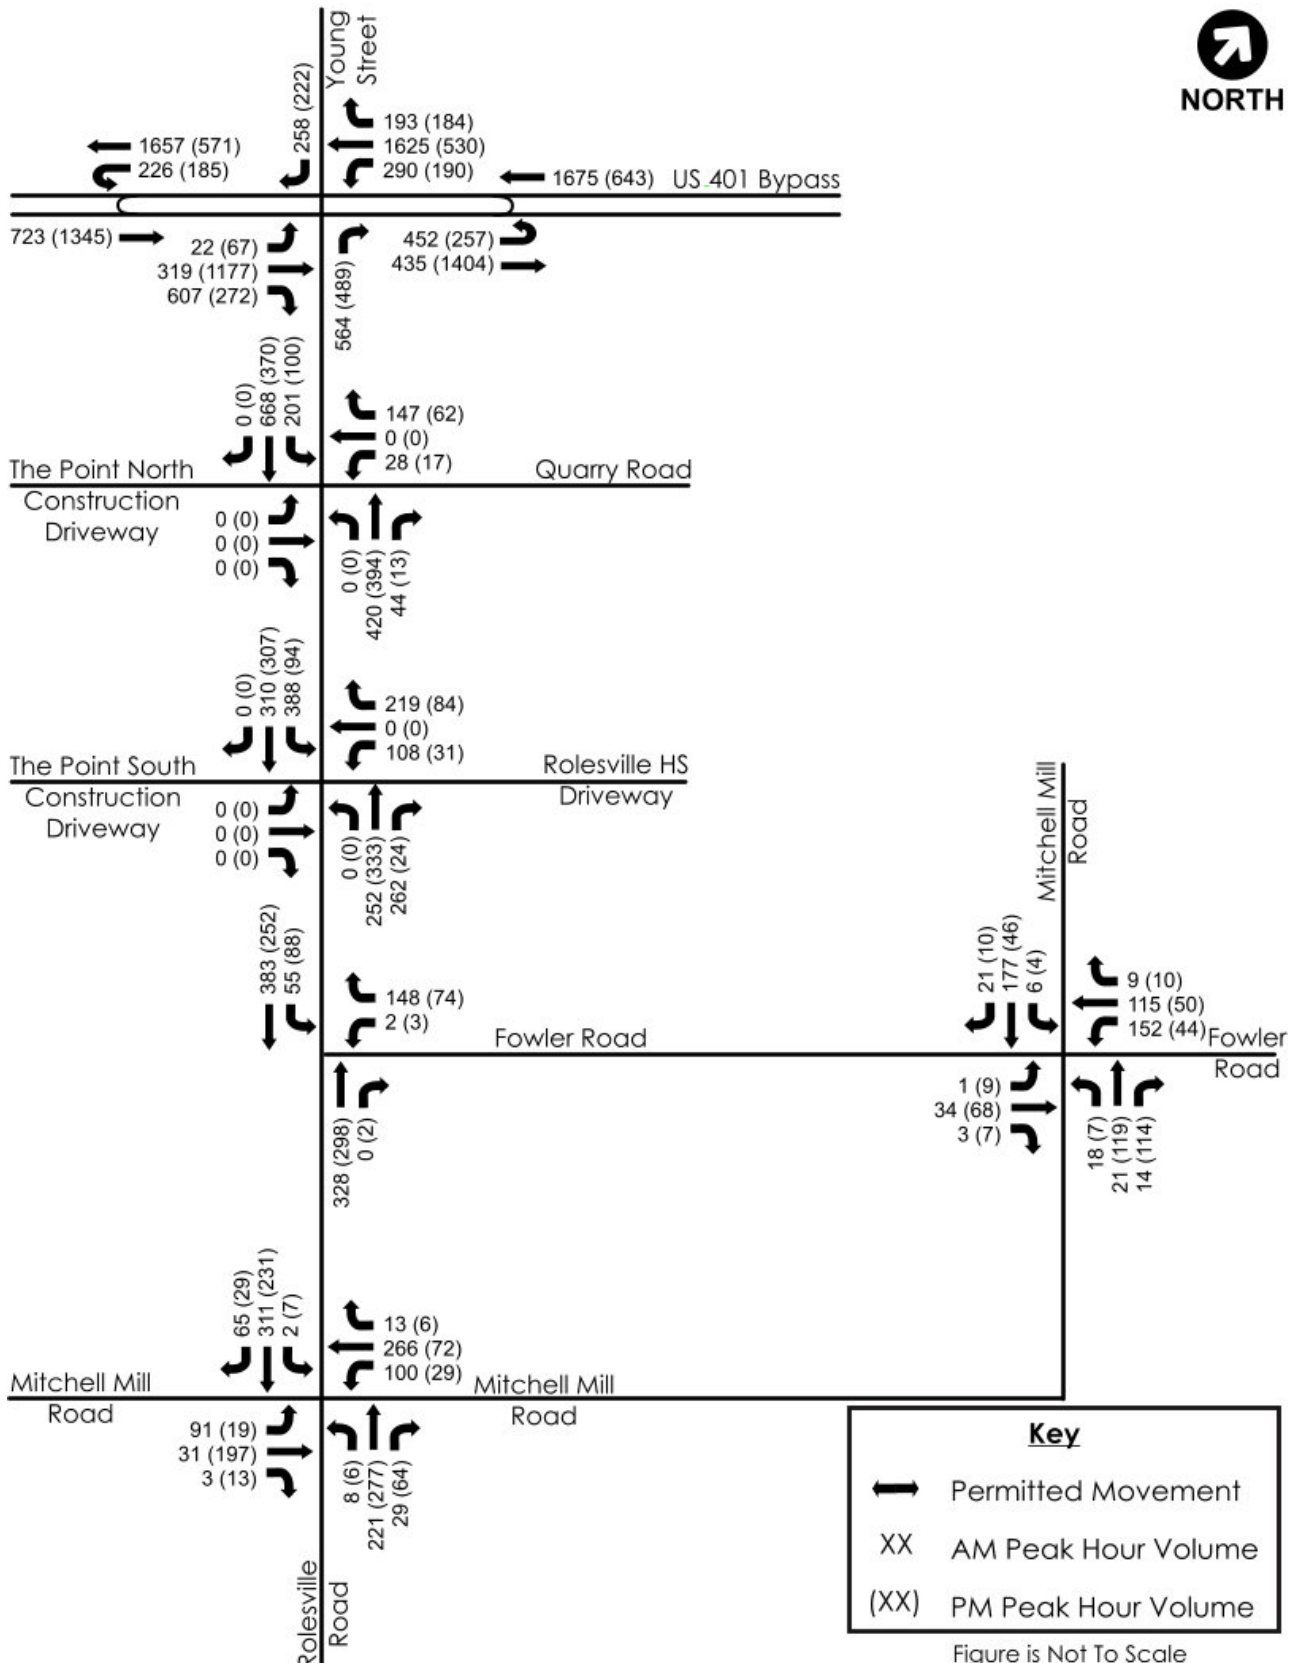 Young
Street
NORTH
258 (222)
193 (184)
1625 (530)
290 (190)
1657 (571)
226 (185)
1675 (643)
US 401 Bypass
723 (1345)
22 (67)
319 (1177)
607 (272)
564 (489)
452 (257)
435 (1404)
0 (0)
668 (370)
201 (100)
147 (62)
0 (0)
28 (17)
The Point North
Construction
Driveway
Quarry Road
0 (0)
0 (0)
0 (0)
0 (0)
420 (394)
44 (13)
0 (0)
310 (307)
388 (94)
219 (84)
0 (0)
108 (31)
The Point South
Construction
Driveway
Rolesville HS
Driveway
0 (0)
0 (0)
0 (0)
0 (0)
252 (333)
262 (24)
Mitchell Mill
Road
383 (252)
55 (88)
148 (74)
2 (3)
Fowler Road
21 (10)
177 (46)
6 (4)
9 (10)
115 (50)
152 (44)
Fowler
Road
328 (298)
0 (2)
1 (9)
34 (68)
3 (7)
18 (7)
21 (119)
14 (114)
65 (29)
311 (231)
2 (7)
13 (6)
266 (72)
100 (29)
Mitchell Mill
Road
Mitchell Mill
Road
91 (19)
31 (197)
3 (13)
8 (6)
221 (277)
29 (64)
Rolesville
Road
Key
Permitted Movement
XX AM Peak Hour Volume
(XX) PM Peak Hour Volume
Figure is Not To Scale